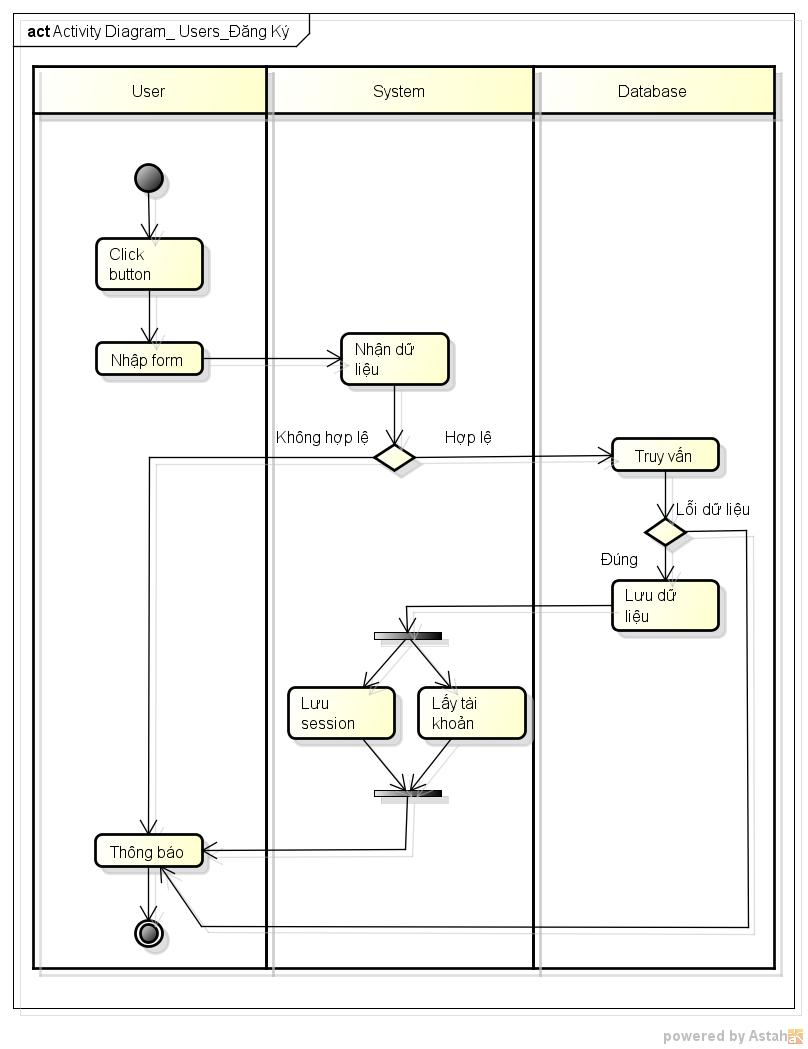 act Activity Diagram_ Users_Đăng Ký
User
System
Database
Click
button
Nhập form
Nhận dữ
liệu
Không hợp lệ
Hợp lệ
Truy vấn
Lỗi dữ liệu
Đúng
Lưu dữ
liệu
Lưu
session
Lấy tài
khoản
Thông báo
powered by Astah